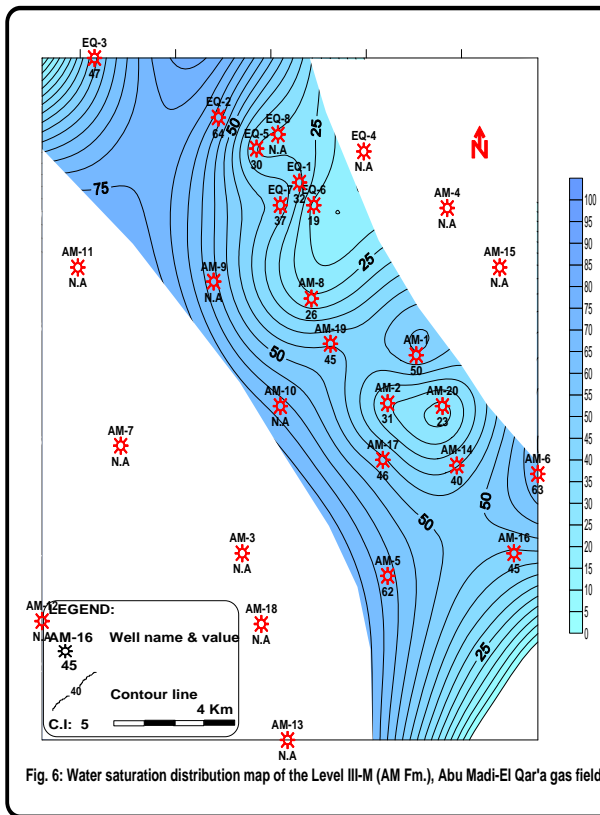 EQ-3
47
EQ-2
64
50
EQ-8
N.A
EQ-5
30
25
EQ-4
N.A
N
EQ-1
32
EQ-7
37
EQ-6
19
75
AM-4
N.A
AM-11
N.A
AM-15
N.A
AM-9
N.A
25
AM-8
26
AM-19
45
AM-1
50
50
AM-10
N.A
AM-2
31
AM-20
23
AM-7
N.A
AM-17
46
AM-14
40
AM-6
63
50
50
AM-3
N.A
AM-5
62
AM-16
45
AM-12
N.A
AM-18
N.A
25
AM-13
N.A
LEGEND:
AM-16 Well name & value
45
40
Contour line
C.I: 5
4 Km
100
95
90
85
80
75
70
65
60
55
50
45
40
35
30
25
20
15
10
5
0
Fig. 6: Water saturation distribution map of the Level III-M (AM Fm.), Abu Madi-El Qar'a gas field